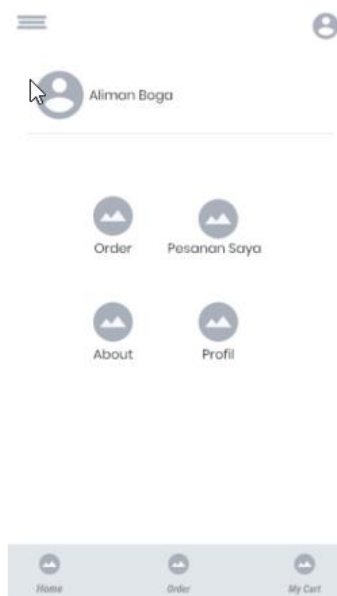 Aliman Boga
Order Pesanan Saya
About Profil
Home Order My Cart